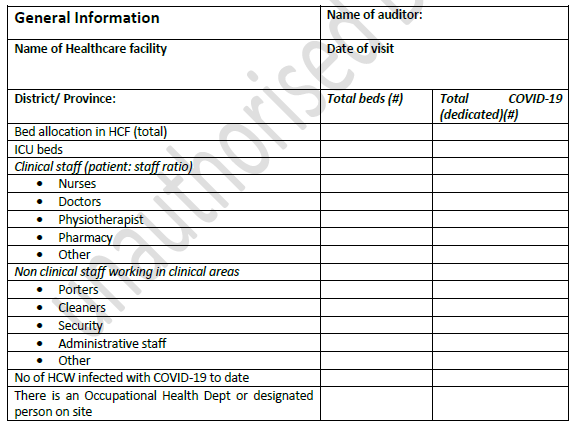 General Information
Name of auditor:
Name of Healthcare facility
Date of visit
District/ Province:
Total beds (#)
Total COVID-19
(dedicated)(#)
Bed allocation in HCF (total)
ICU beds
Clinical staff (patient: staff ratio)
• Nurses
• Doctors
• Physiotherapist
• Pharmacy
• Other
Non clinical staff working in clinical areas
• Porters
• Cleaners
• Security
• Administrative staff
• Other
No of HCW infected with COVID-19 to date
There is an Occupational Health Dept or designated
person on site
unauthorised